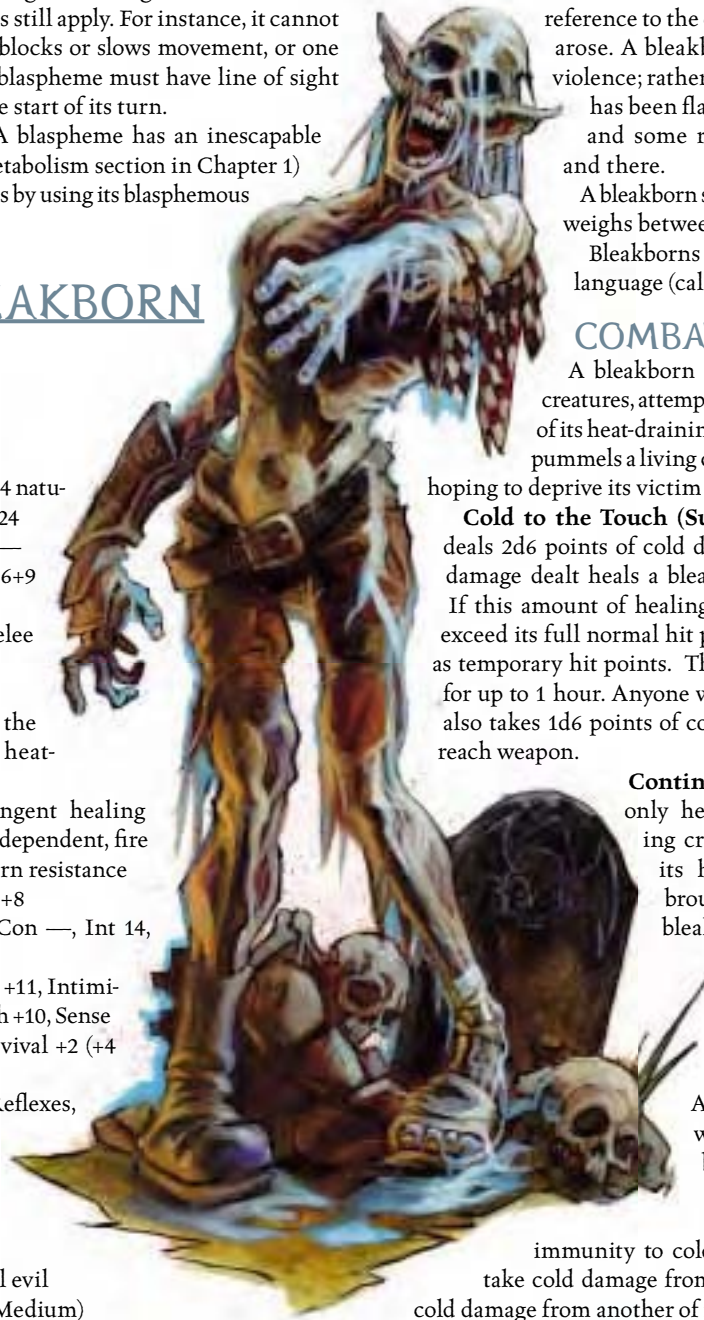 s still apply. For instance, it cannot
blocks or slows movement, or one
blaspheme must have line of sight
e start of its turn.
A blaspheme has an inescapable
etabolism section in Chapter 1)
s by using its blasphemous
EAKBORN
4 natu-
24
—
6+9
elee
the
heat-
ngent healing
dependent, fire
rn resistance
+8
Con —, Int 14,
+11, Intimi-
h +10, Sense
vival +2 (+4
Reflexes,
l evil
Medium)
reference to the
arose. A bleakb
violence; rather
has been fla
and some r
and there.
A bleakborn s
weighs betwee
Bleakborns
language (cal
COMBA
A bleakborn
creatures, attemp
of its heat-drainin
pummels a living c
hoping to deprive its victim
Cold to the Touch (Su
deals 2d6 points of cold d
damage dealt heals a blea
If this amount of healing
exceed its full normal hit p
as temporary hit points. Th
for up to 1 hour. Anyone w
also takes 1d6 points of co
reach weapon.
Contin
only he
ing cr
its h
brou
bleak
A
w
immunity to col
take cold damage from
cold damage from another of